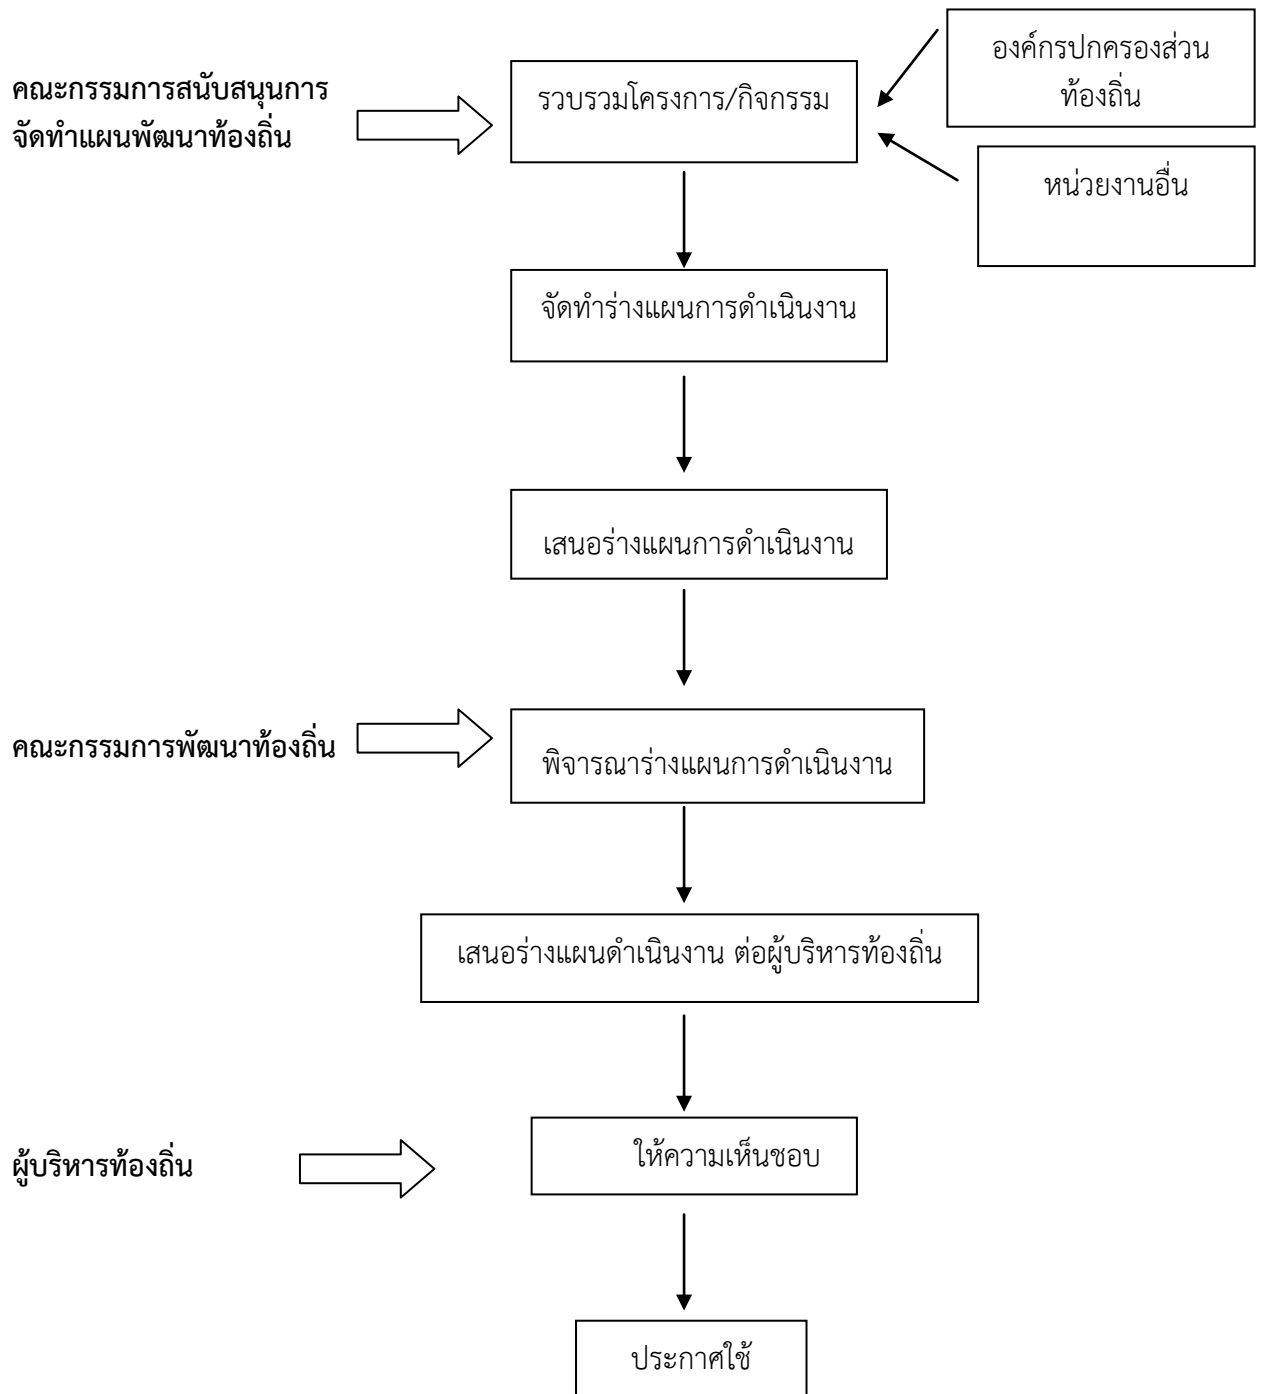 องค์กรปกครองส่วน
ท้องถิ่น
คณะกรรมการสนับสนุนการ
จัดทำแผนพัฒนาท้องถิ่น
รวบรวมโครงการ/กิจกรรม
หน่วยงานอื่น
จัดทำร่างแผนการดำเนินงาน
เสนอร่างแผนการดำเนินงาน
คณะกรรมการพัฒนาท้องถิ่น
พิจารณาร่างแผนการดำเนินงาน
เสนอร่างแผนดำเนินงาน ต่อผู้บริหารท้องถิ่น
ผู้บริหารท้องถิ่น
ให้ความเห็นชอบ
ประกาศใช้